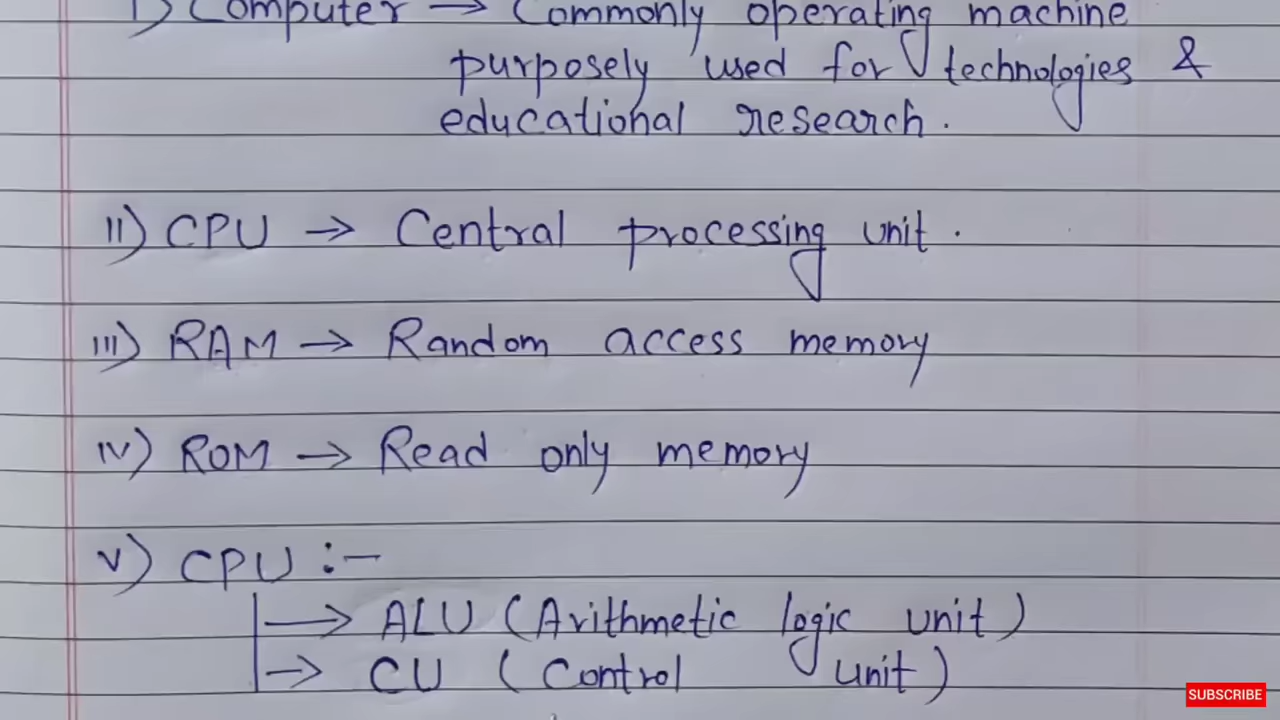 1) Computer → Commonly operating machine
purposely used for technologies &
educational research.
II) CPU → Central processing unit.
III) RAM → Random access memory
IV) ROM → Read only memory
V) CPU :-
→ ALU (Arithmetic logic unit)
→ CU (Control unit)
SUBSCRIBE